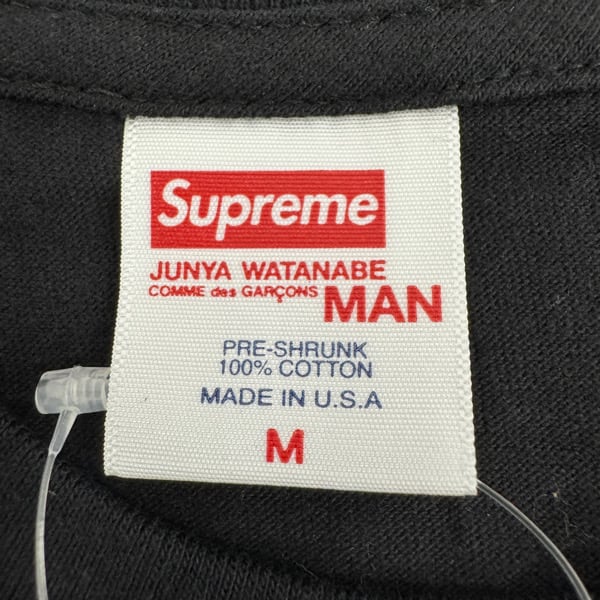 Supreme
JUNYA WATANABE
COMME des GARÇONS MAN
PRE-SHRUNK
100% COTTON
MADE IN U.S.A
M